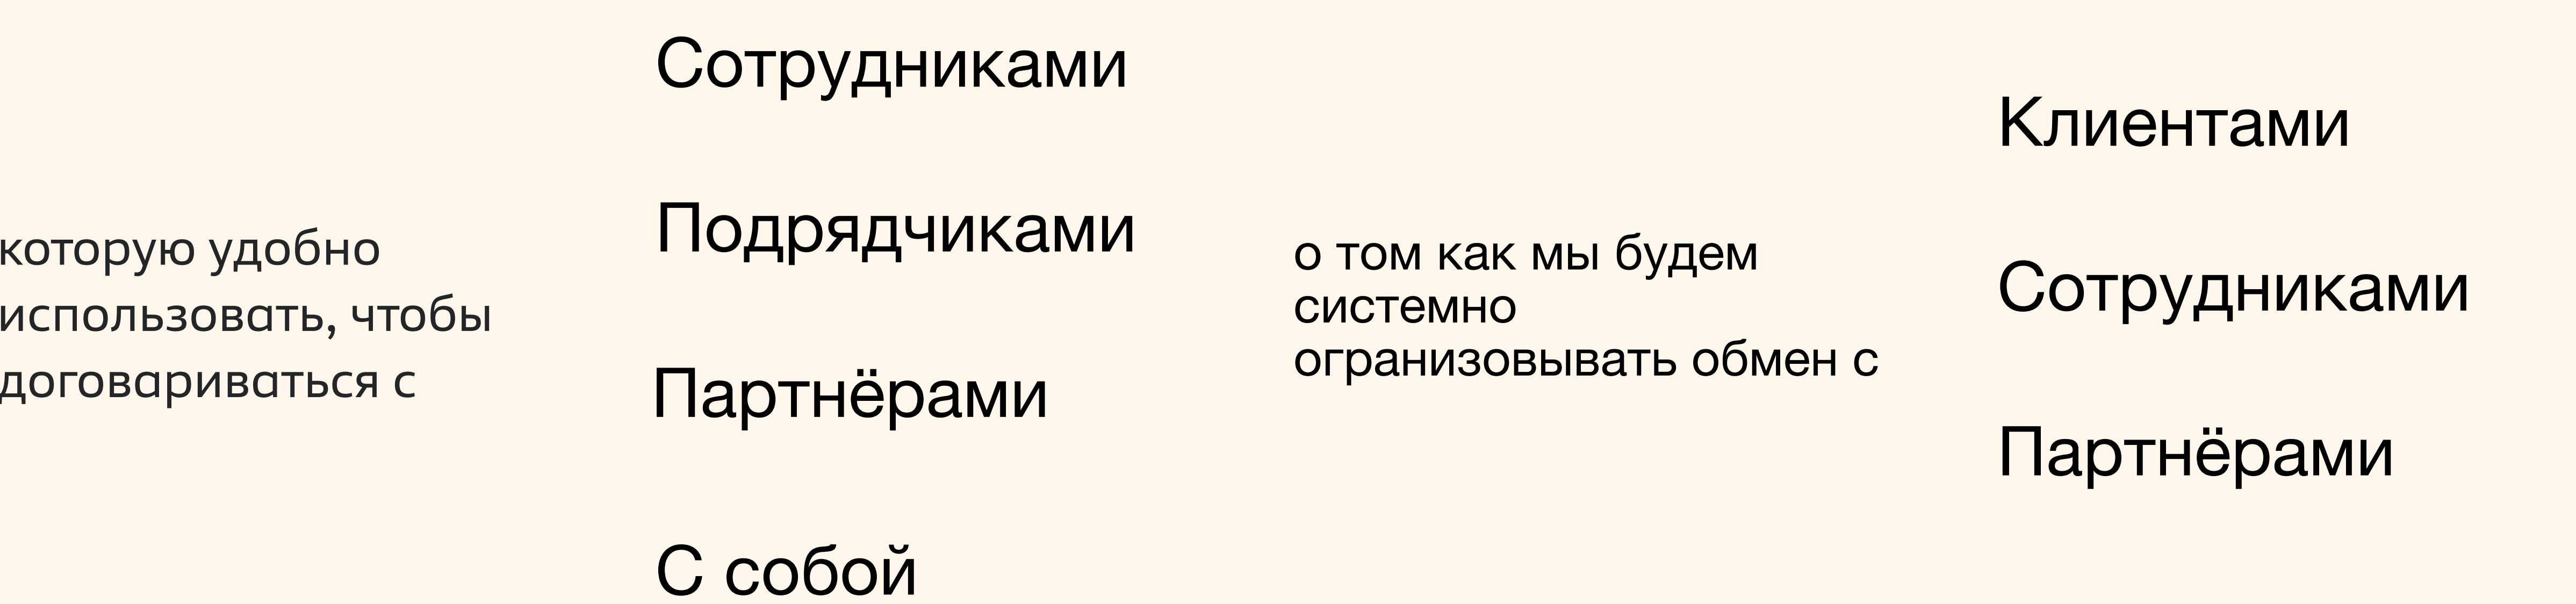 которую удобно
использовать, чтобы
договариваться с
Сотрудниками
Подрядчиками
Партнёрами
С собой
о том как мы будем
системно
огранизовывать обмен с
Клиентами
Сотрудниками
Партнёрами